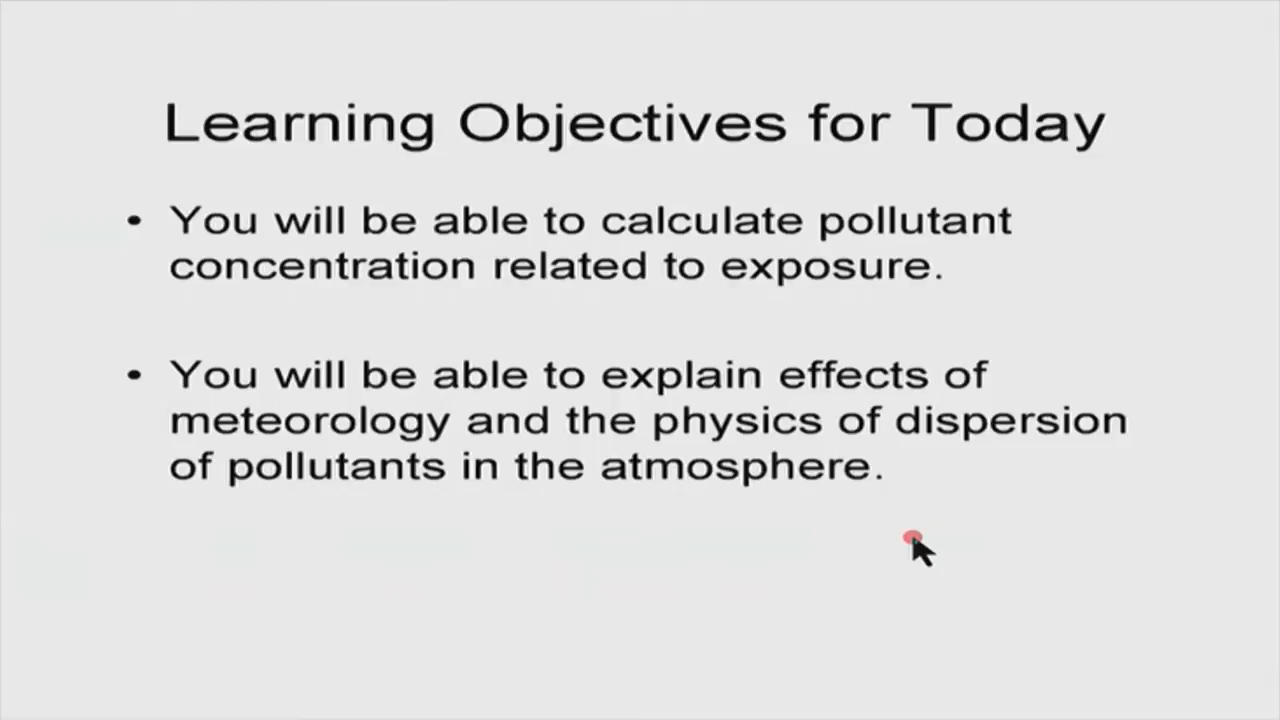 Learning Objectives for Today
• You will be able to calculate pollutant
concentration related to exposure.
• You will be able to explain effects of
meteorology and the physics of dispersion
of pollutants in the atmosphere.